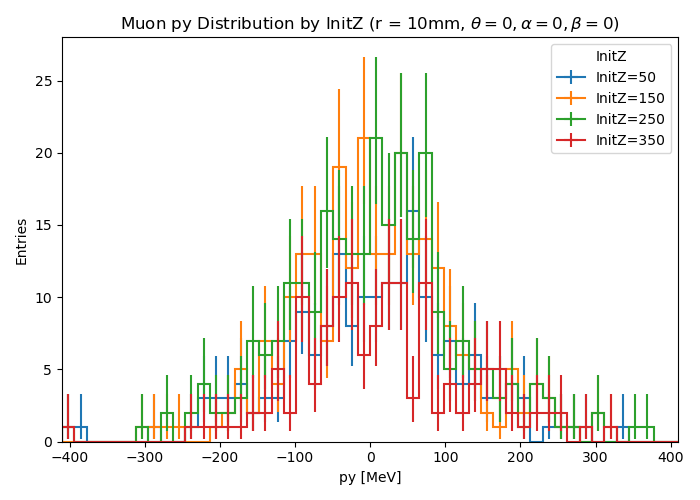 Muon py Distribution by InitZ (r = 10mm, θ = 0, α = 0, β = 0)
InitZ
InitZ=50
InitZ=150
InitZ=250
InitZ=350
Entries
25
20
15
10
5
0
−400 −300 −200 −100 0 100 200 300 400
py [MeV]